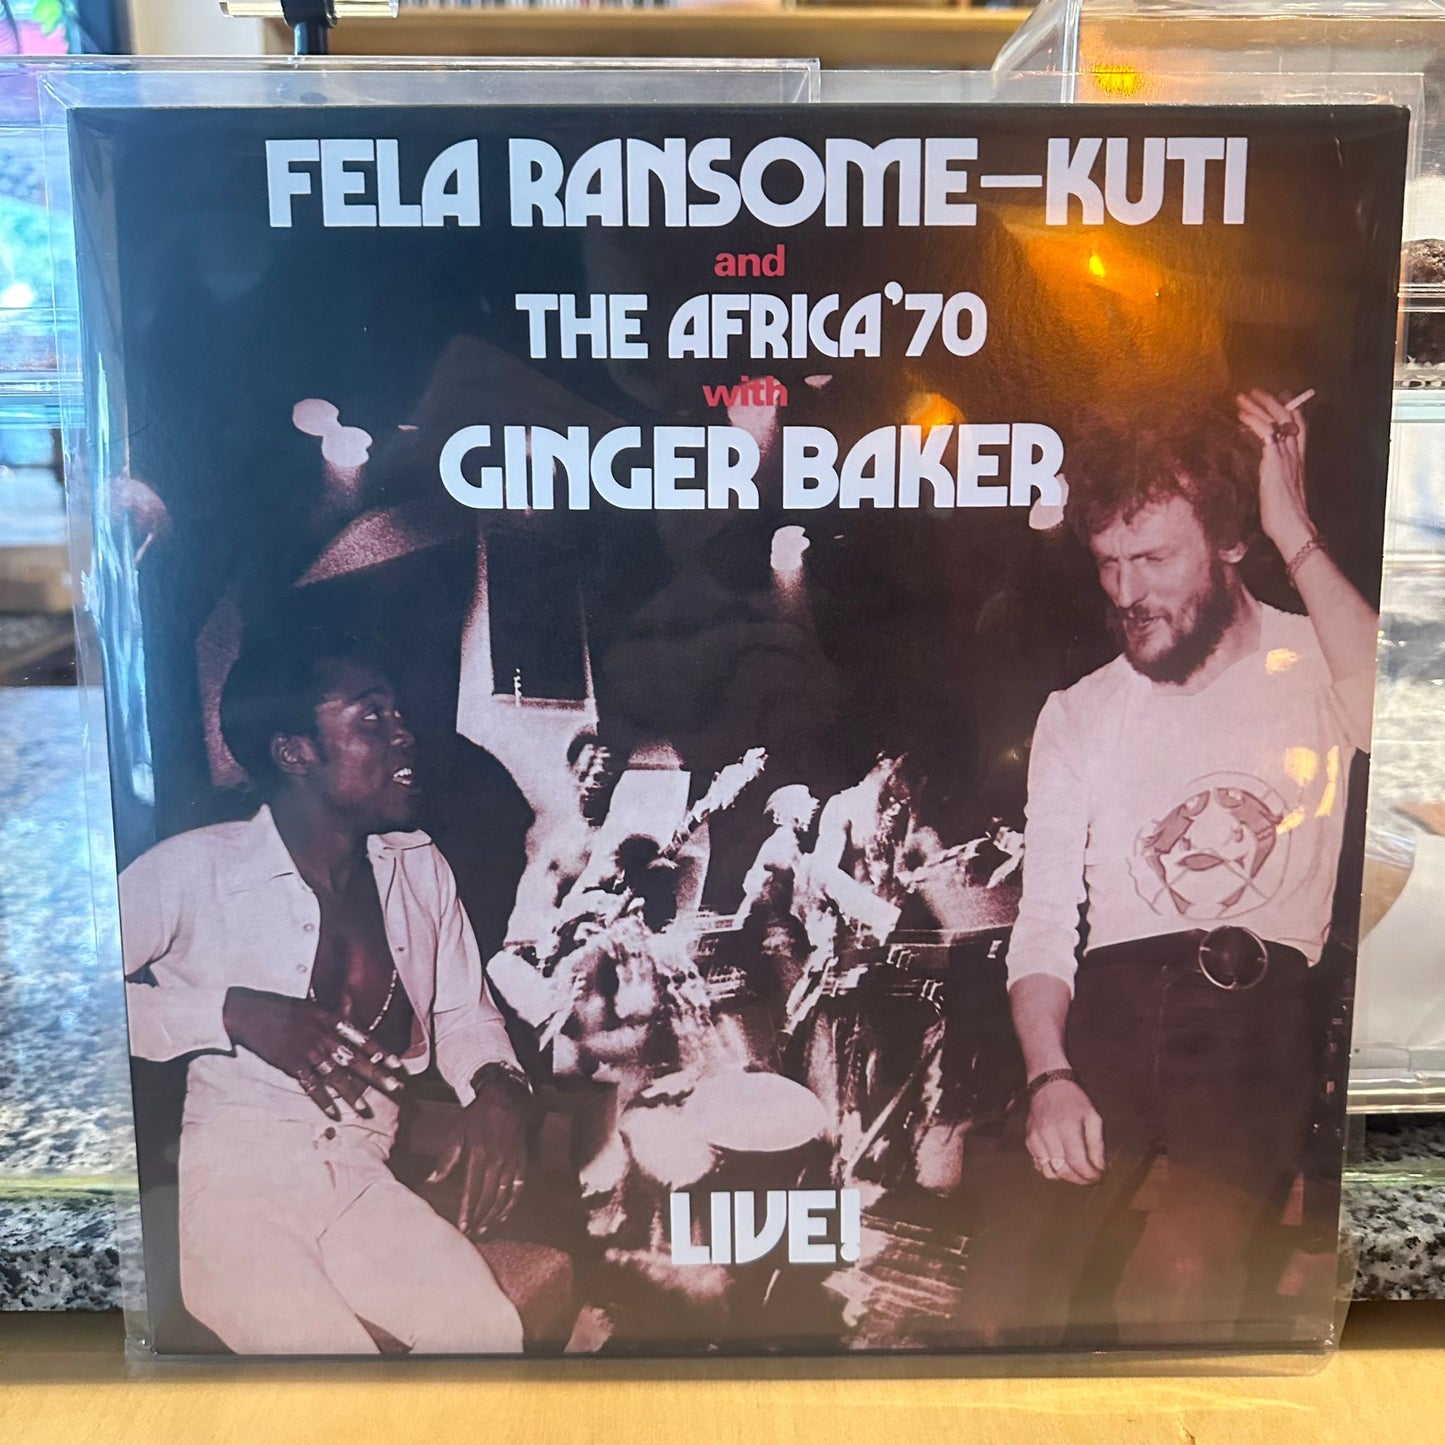 FELA RANSOME-KUTI
and
THE AFRICA'70
with
GINGER BAKER
LIVE!